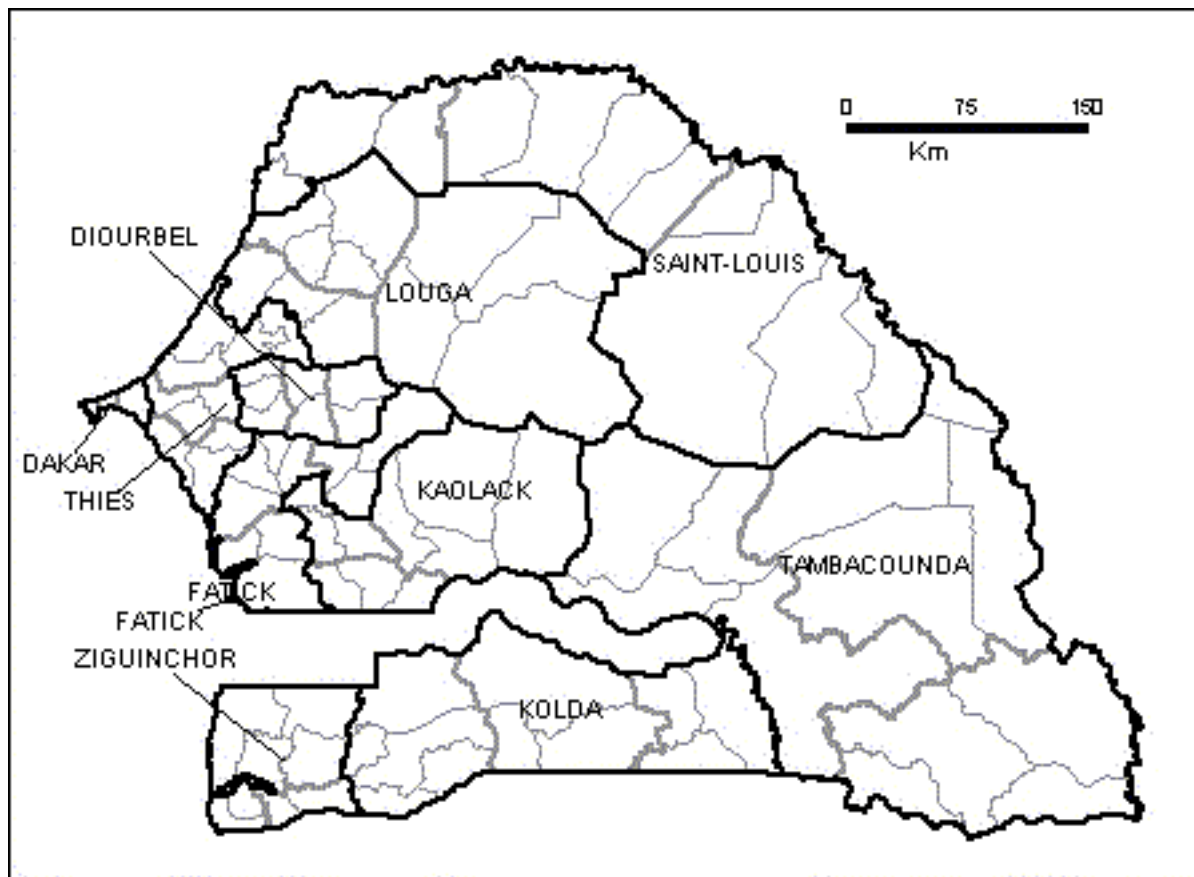 0 75 150
Km
DIOURBEL
SAINT-LOUIS
LOUGA
DAKAR
THIES
KAOLACK
TAMBACOUNDA
FATICK
FATICK
ZIGUINCHOR
KOLDA